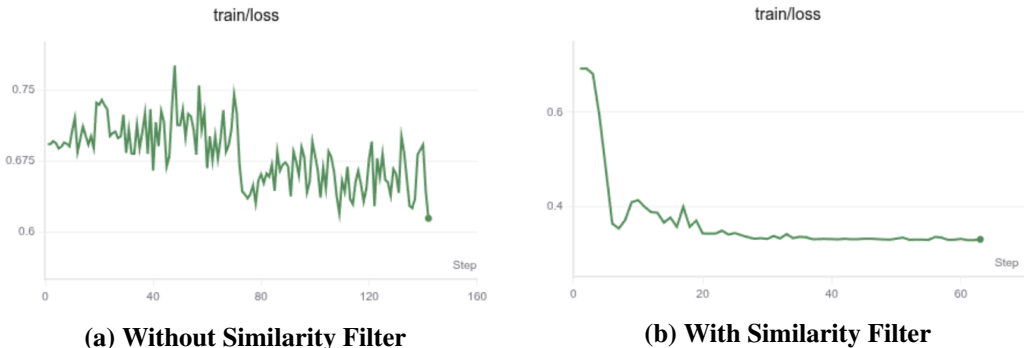 train/loss
0.75
0.675
0.6
Step
0 40 80 120 160
(a) Without Similarity Filter
train/loss
0.6
0.4
Step
0 20 40 60
(b) With Similarity Filter